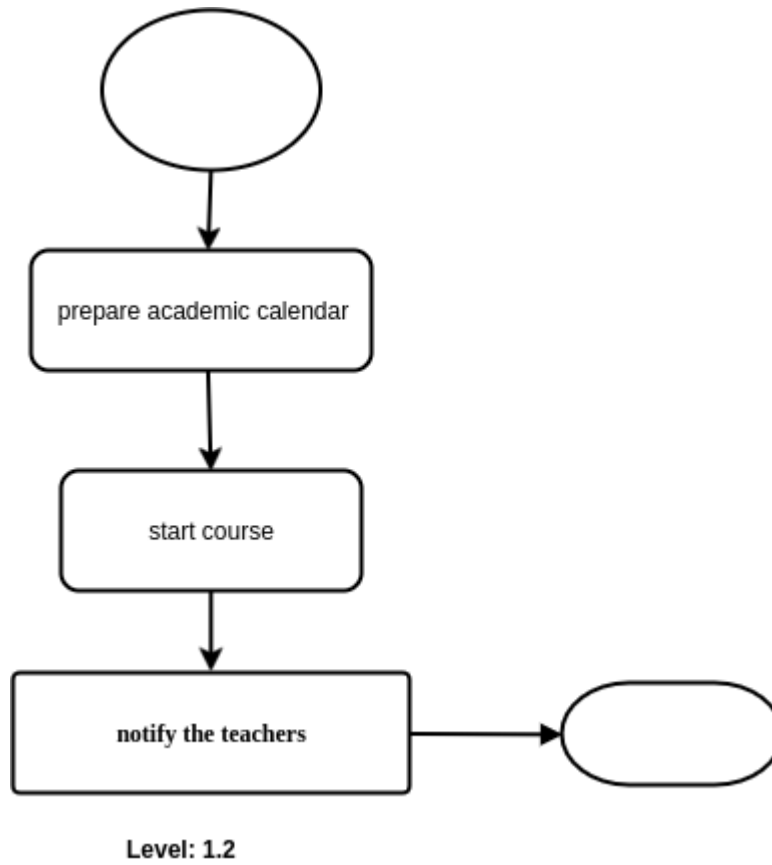 prepare academic calendar
start course
notify the teachers
Level: 1.2